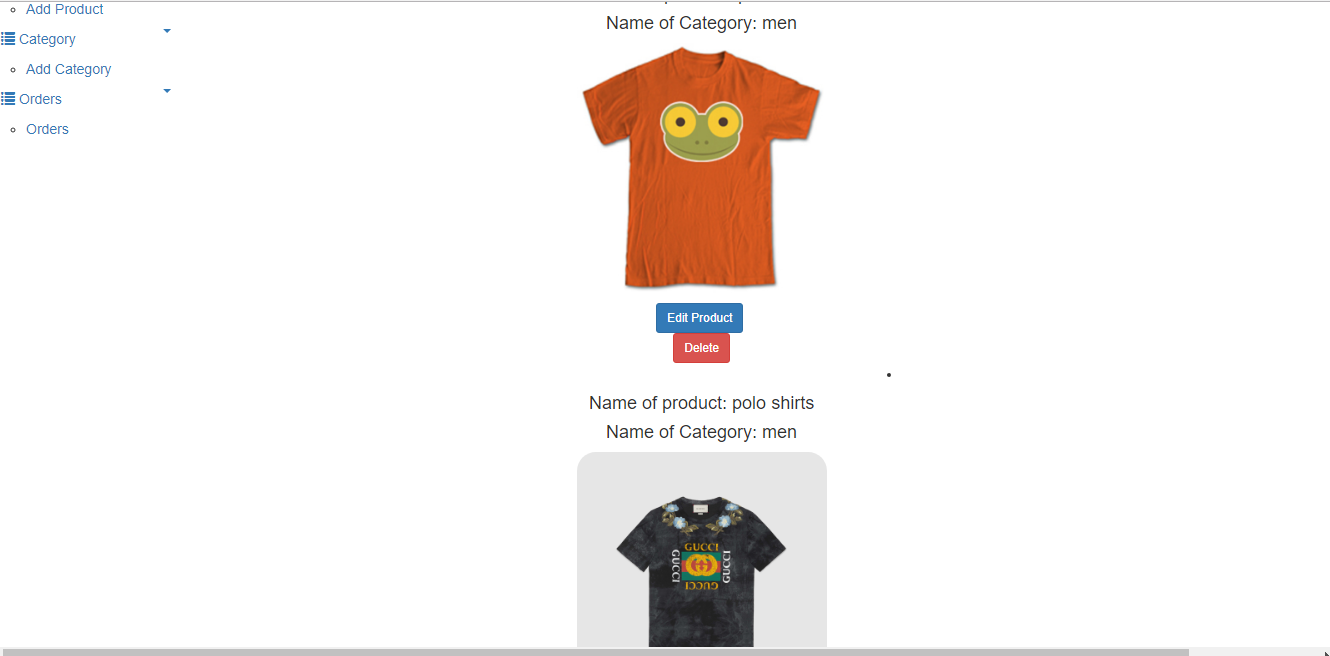 Add Product
Category
Add Category
Orders
Orders
Name of Category: men
Edit Product
Delete
Name of product: polo shirts
Name of Category: men
GUCCI
GUCCI
GUCCI
GUCCI